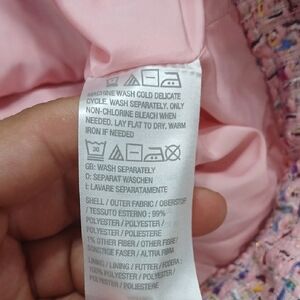 MACHINE WASH COLD DELICATE
CYCLE, WASH SEPARATELY. ONLY
NON-CHLORINE BLEACH WHEN
NEEDED. LAY FLAT TO DRY, WARM
IRON IF NEEDED
30
GB: WASH SEPARATELY
D: SEPARAT WASCHEN
I: LAVARE SEPARATAMENTE
SHELL / OUTER FABRIC / OBERSTOF
/ TESSUTO ESTERNO : 99%
POLYESTER / POLYESTER /
POLYESTER / POLIESTERE
1% OTHER FIBER / OTHER FIBRE/
SONSTIGE FASER / ALTRA FIBRA
LINING / LINING / FUTTER / FODERA :
100% POLYESTER / POLYESTER /
POLYESTER / POLIESTERE